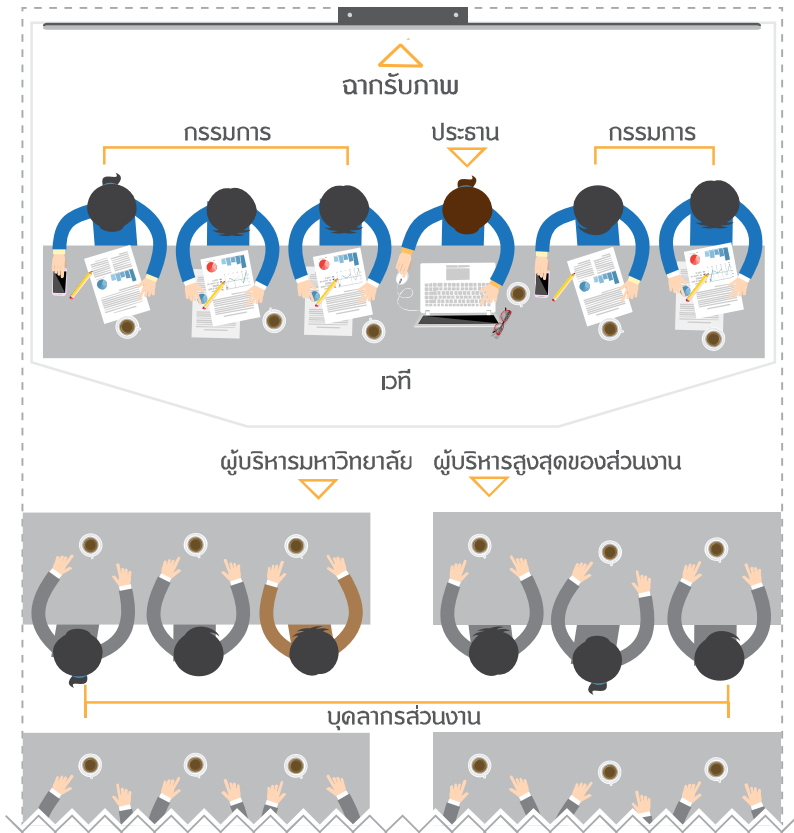 ฉากรับภาพ
กรรมการ
ประธาน
กรรมการ
เวที
ผู้บริหารมหาวิทยาลัย
ผู้บริหารสูงสุดของส่วนงาน
บุคลากรส่วนงาน